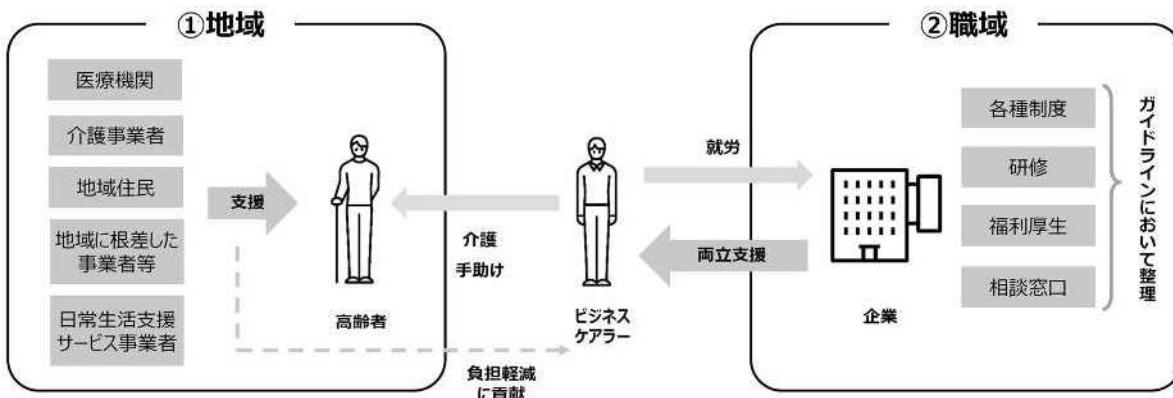 ①地域
医療機関
介護事業者
地域住民
地域に根差した
事業者等
日常生活支援
サービス事業者
支援
高齢者
介護
手助け
負担軽減
に貢献
ビジネス
ケアラー
就労
両立支援
②職域
企業
各種制度
研修
福利厚生
相談窓口
ガイドラインにおいて整理